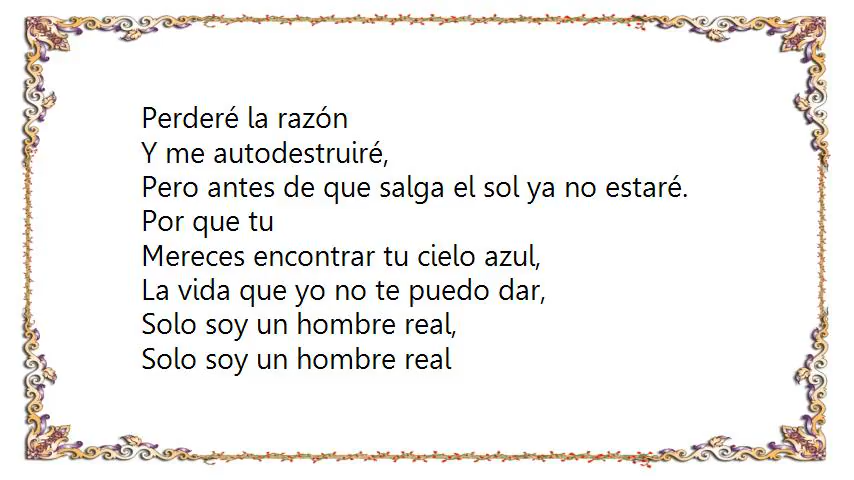 Perderé la razón
Y me autodestruiré,
Pero antes de que salga el sol ya no estaré.
Por que tu
Mereces encontrar tu cielo azul,
La vida que yo no te puedo dar,
Solo soy un hombre real,
Solo soy un hombre real